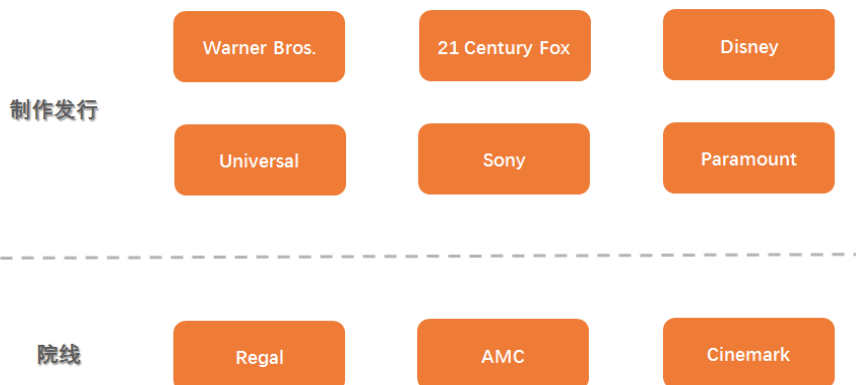 Warner Bros.
21 Century Fox
Disney
制作发行
Universal
Sony
Paramount
院线
Regal
AMC
Cinemark